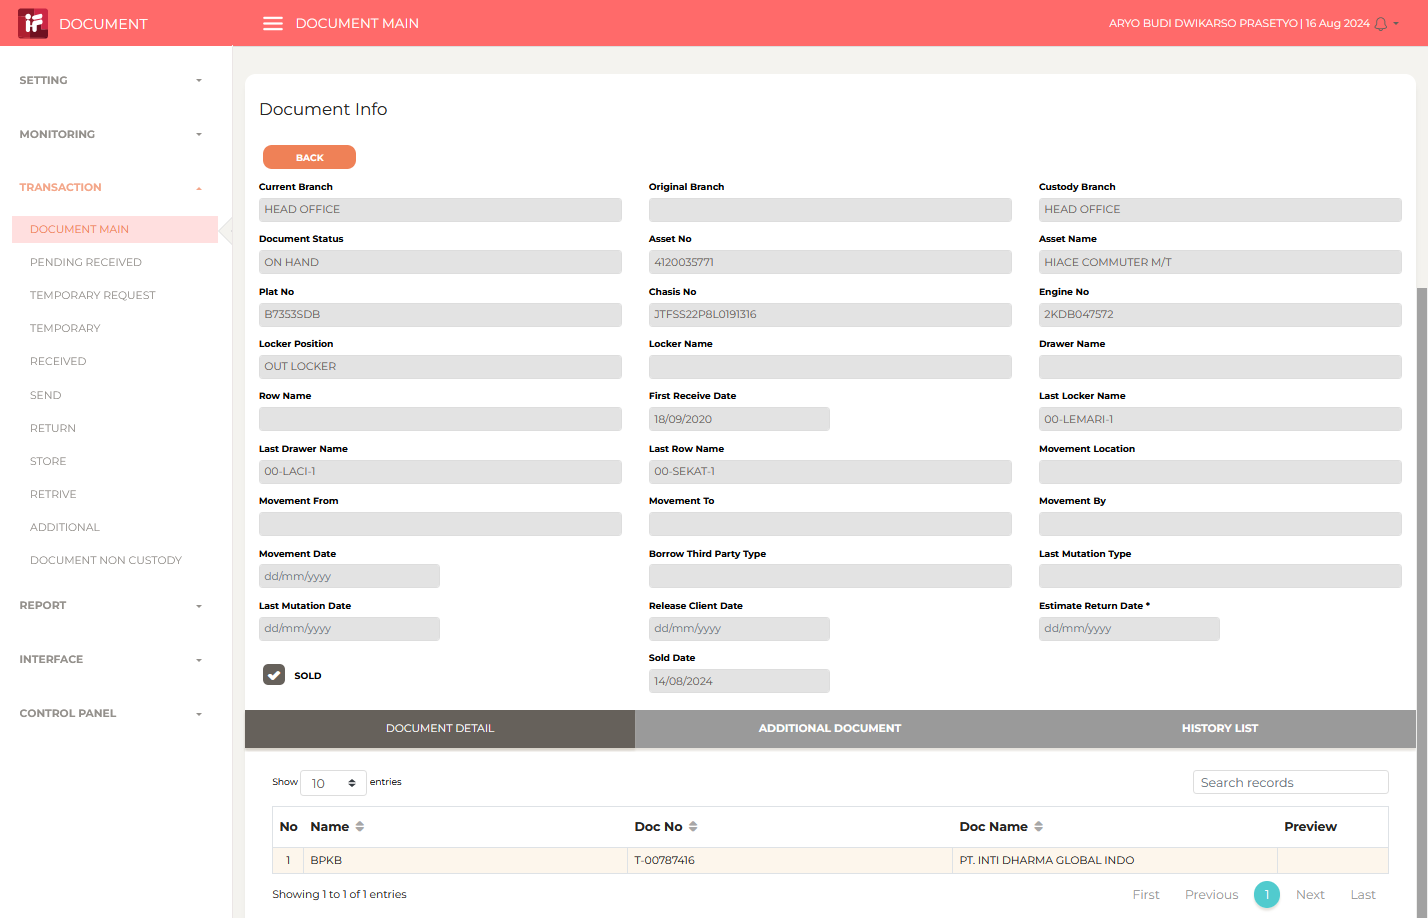 iF DOCUMENT
DOCUMENT MAIN
ARYO BUDI DWIKARSO PRASETYO | 16 Aug 2024
SETTING
MONITORING
TRANSACTION
DOCUMENT MAIN
PENDING RECEIVED
TEMPORARY REQUEST
TEMPORARY
RECEIVED
SEND
RETURN
STORE
RETRIVE
ADDITIONAL
DOCUMENT NON CUSTODY
REPORT
INTERFACE
CONTROL PANEL
Document Info
BACK
Current Branch Original Branch Custody Branch
HEAD OFFICE HEAD OFFICE
Document Status Asset No Asset Name
ON HAND 4120035771 HIACE COMMUTER M/T
Plat No Chasis No Engine No
B7353SDB JTFSS22P8L0191316 2KDB047572
Locker Position Locker Name Drawer Name
OUT LOCKER
Row Name First Receive Date Last Locker Name
18/09/2020 00-LEMARI-1
Last Drawer Name Last Row Name Movement Location
00-LACI-1 00-SEKAT-1
Movement From Movement To Movement By
Movement Date Borrow Third Party Type Last Mutation Type
dd/mm/yyyy
Last Mutation Date Release Client Date Estimate Return Date *
dd/mm/yyyy dd/mm/yyyy dd/mm/yyyy
SOLD Sold Date
14/08/2024
DOCUMENT DETAIL ADDITIONAL DOCUMENT HISTORY LIST
Show 10 entries Search records
No Name Doc No Doc Name Preview
1 BPKB T-00787416 PT. INTI DHARMA GLOBAL INDO
Showing 1 to 1 of 1 entries First Previous 1 Next Last